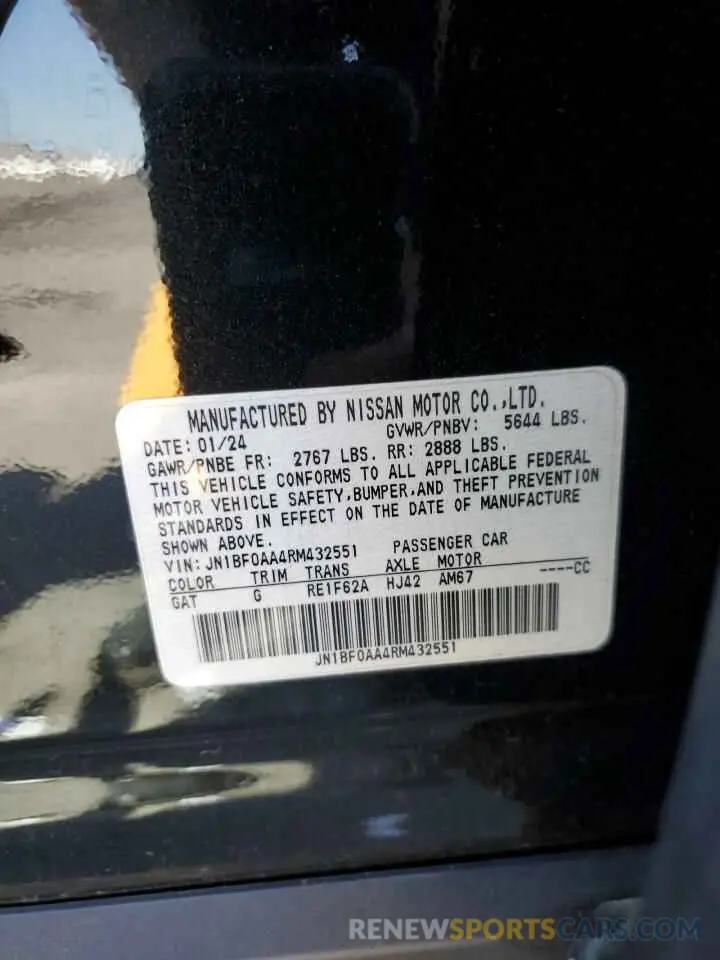 MANUFACTURED BY NISSAN MOTOR CO.,LTD.
DATE: 01/24 GVWR/PNBV: 5644 LBS.
GAWR/PNBE FR: 2767 LBS. RR: 2888 LBS.
THIS VEHICLE CONFORMS TO ALL APPLICABLE FEDERAL
MOTOR VEHICLE SAFETY,BUMPER,AND THEFT PREVENTION
STANDARDS IN EFFECT ON THE DATE OF MANUFACTURE
SHOWN ABOVE.
VIN: JN1BF0AA4RM432551 PASSENGER CAR
COLOR TRIM TRANS AXLE MOTOR
GAT G RE1F62A HJ42 AM67 ----CC
JN1BF0AA4RM432551
RENEWSPORTSCARS.COM